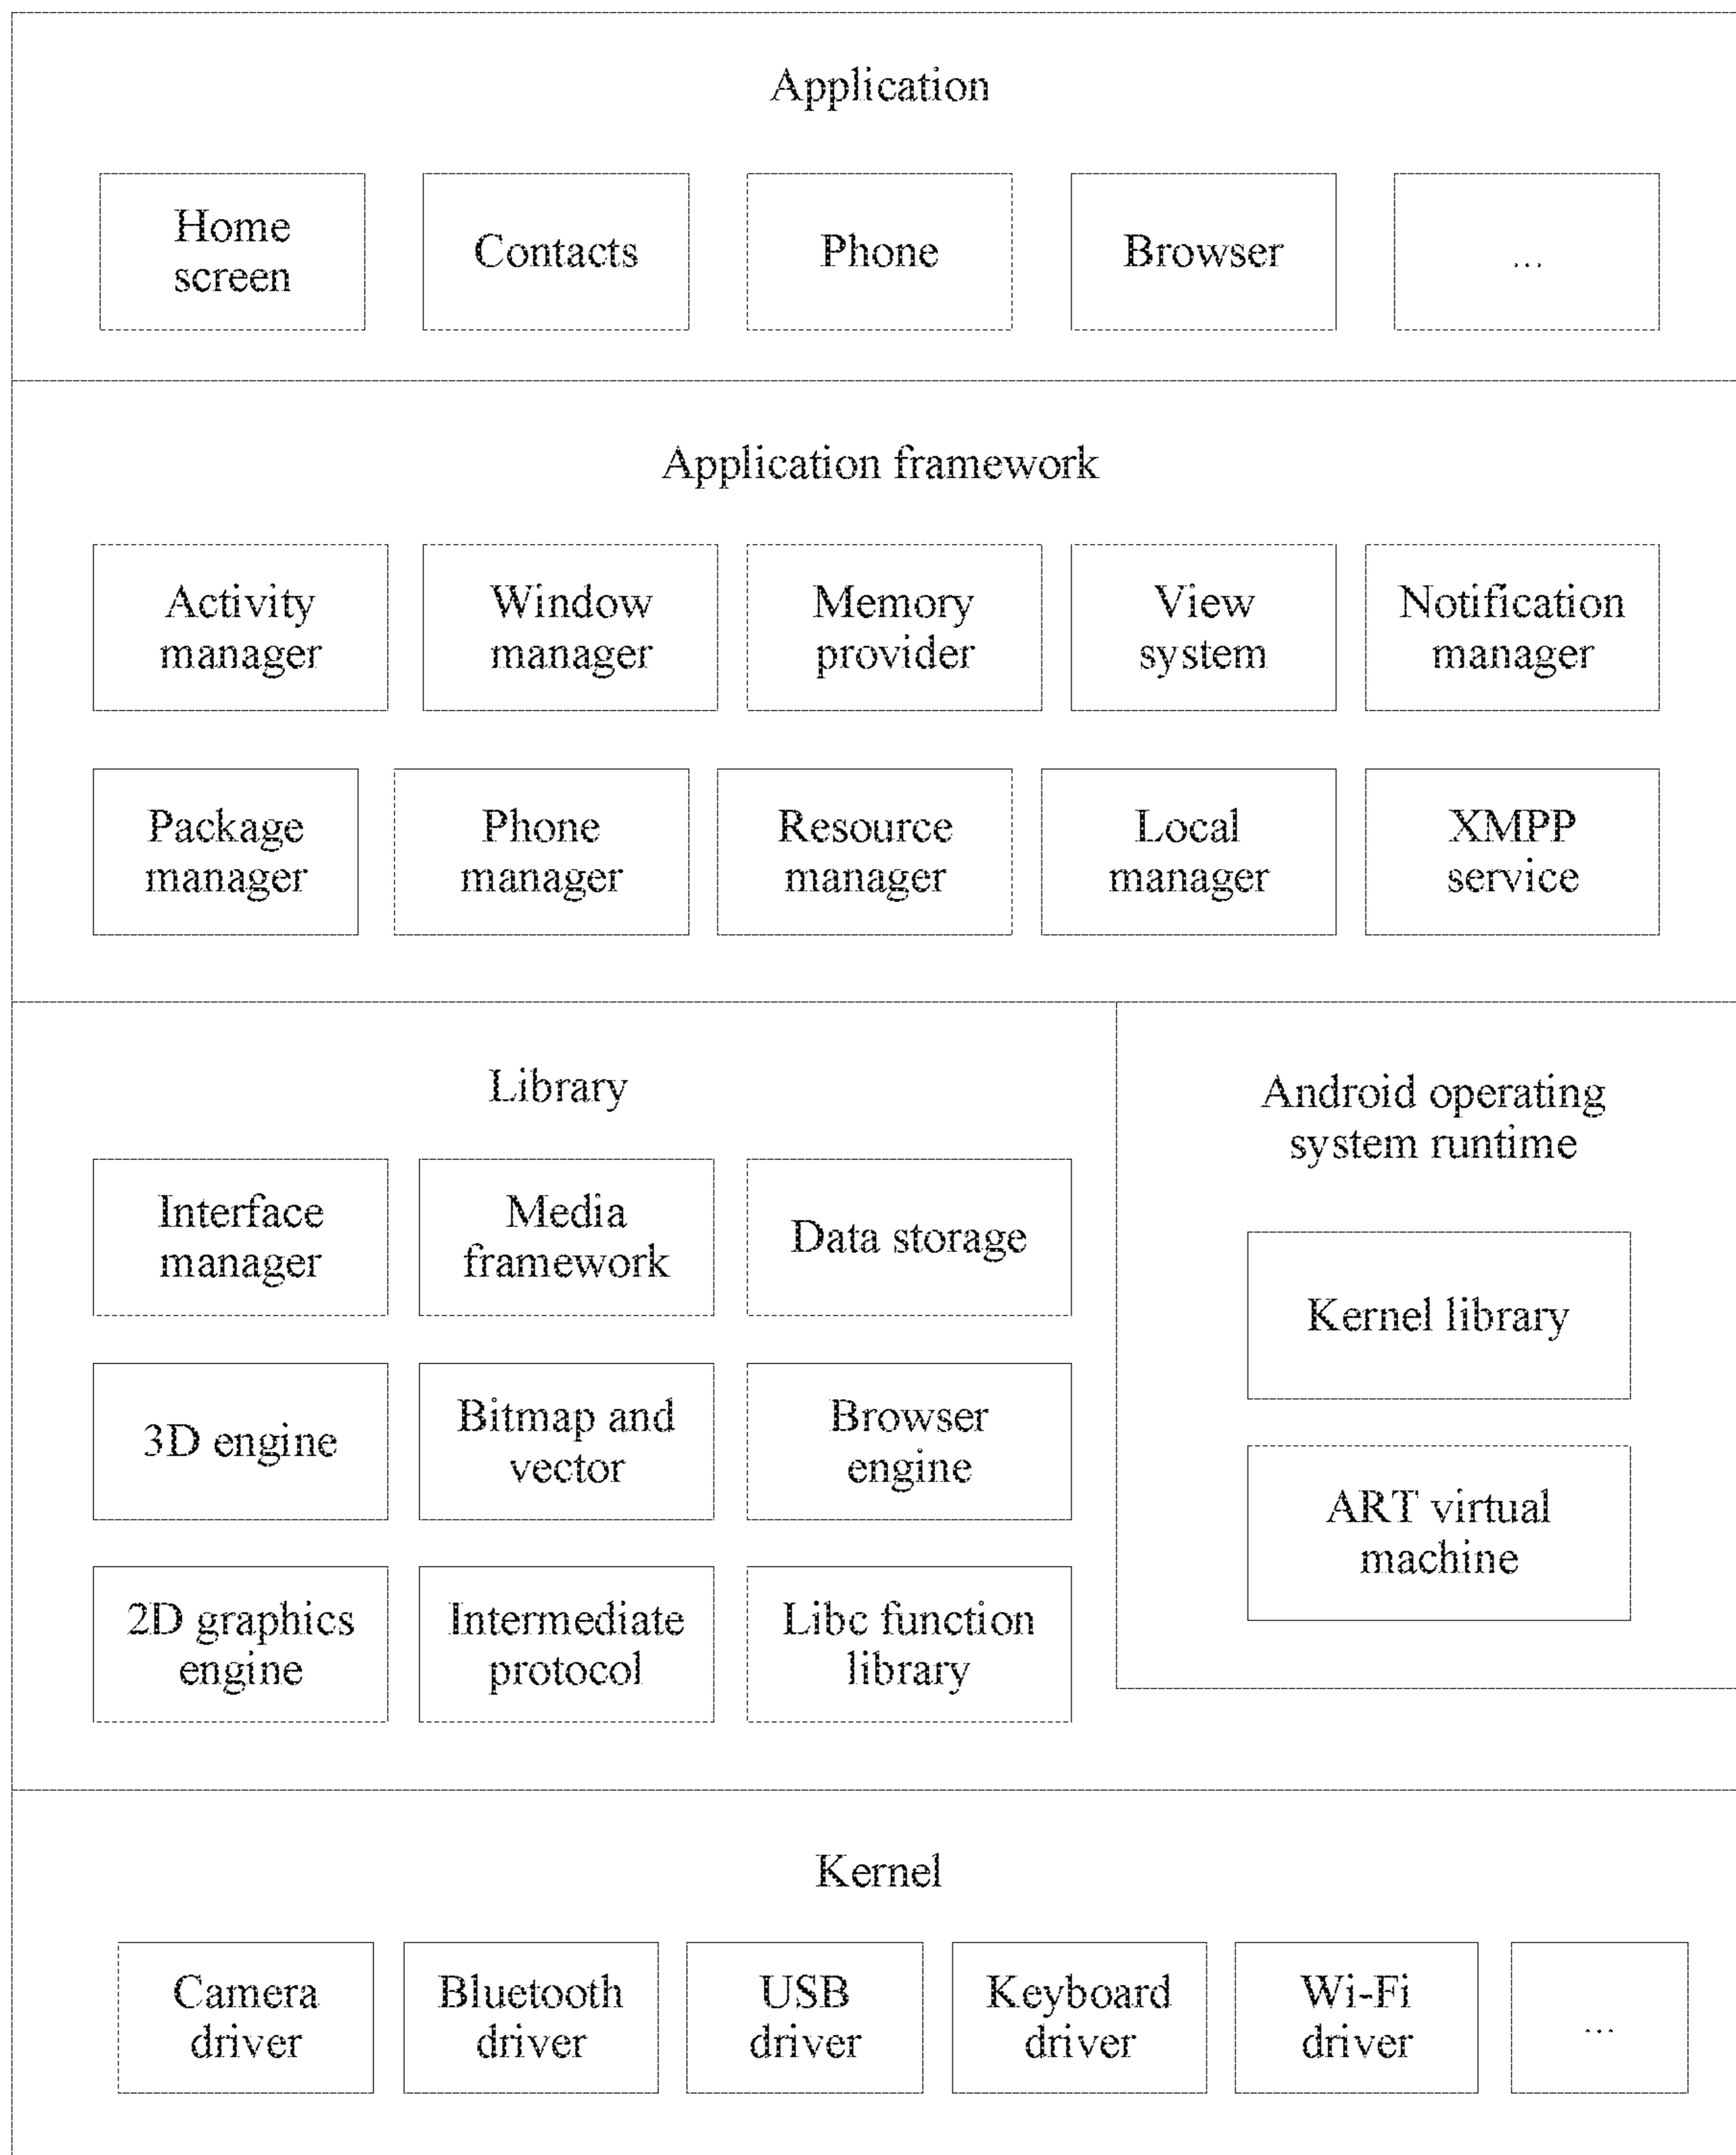 Application
Home
screen
Contacts
Phone
Browser
...
Application framework
Activity
manager
Window
manager
Memory
provider
View
system
Notification
manager
Package
manager
Phone
manager
Resource
manager
Local
manager
XMPP
service
Library
Interface
manager
Media
framework
Data storage
3D engine
Bitmap and
vector
Browser
engine
2D graphics
engine
Intermediate
protocol
Libc function
library
Android operating
system runtime
Kernel library
ART virtual
machine
Kernel
Camera
driver
Bluetooth
driver
USB
driver
Keyboard
driver
Wi-Fi
driver
...